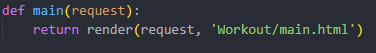 def main(request):
    return render(request, 'Workout/main.html')